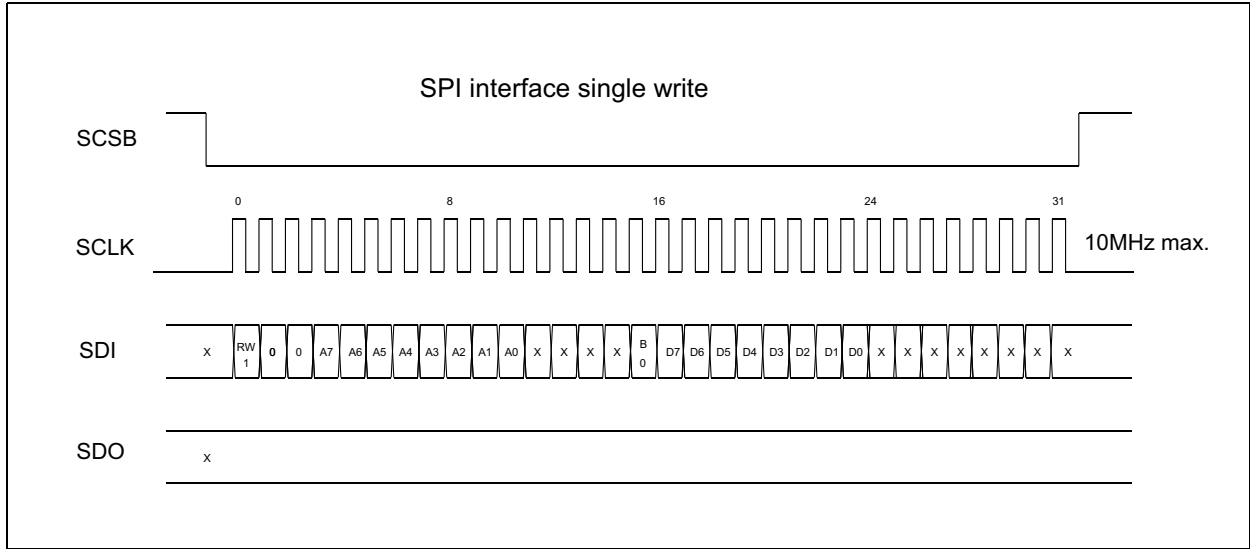 SPI interface single write
SCSB
0 8 16 24 31
SCLK 10MHz max.
SDI X RW 1 0 0 A7 A6 A5 A4 A3 A2 A1 A0 X X X X B 0 D7 D6 D5 D4 D3 D2 D1 D0 X X X X X X X X
SDO X